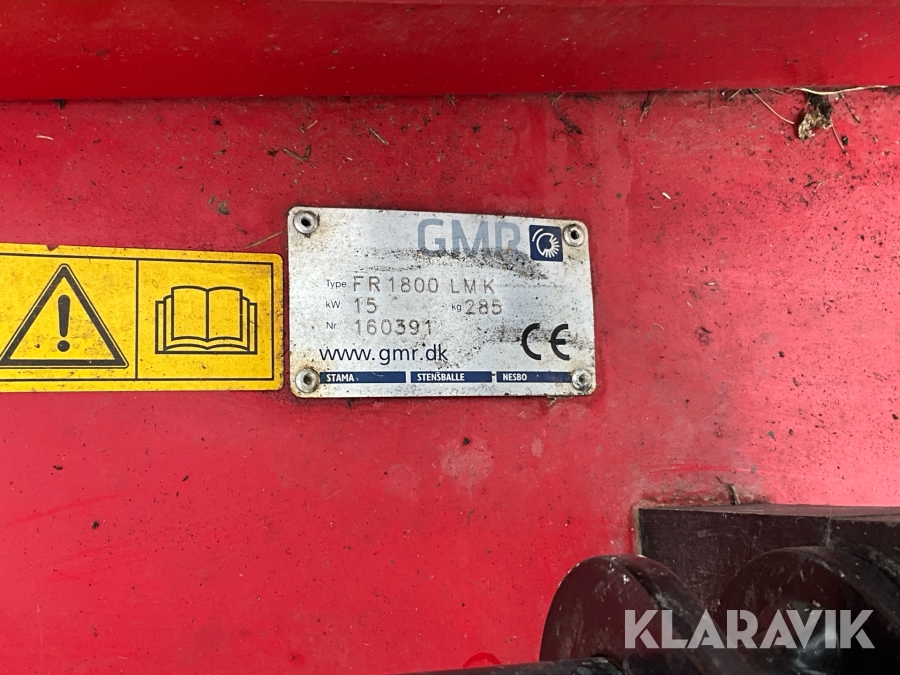 GMR
Type FR1800 LMK
kW 15 kg 285
Nr 160391
CE
www.gmr.dk
STAMA STENSBALLE NESBO
KLARAVIK